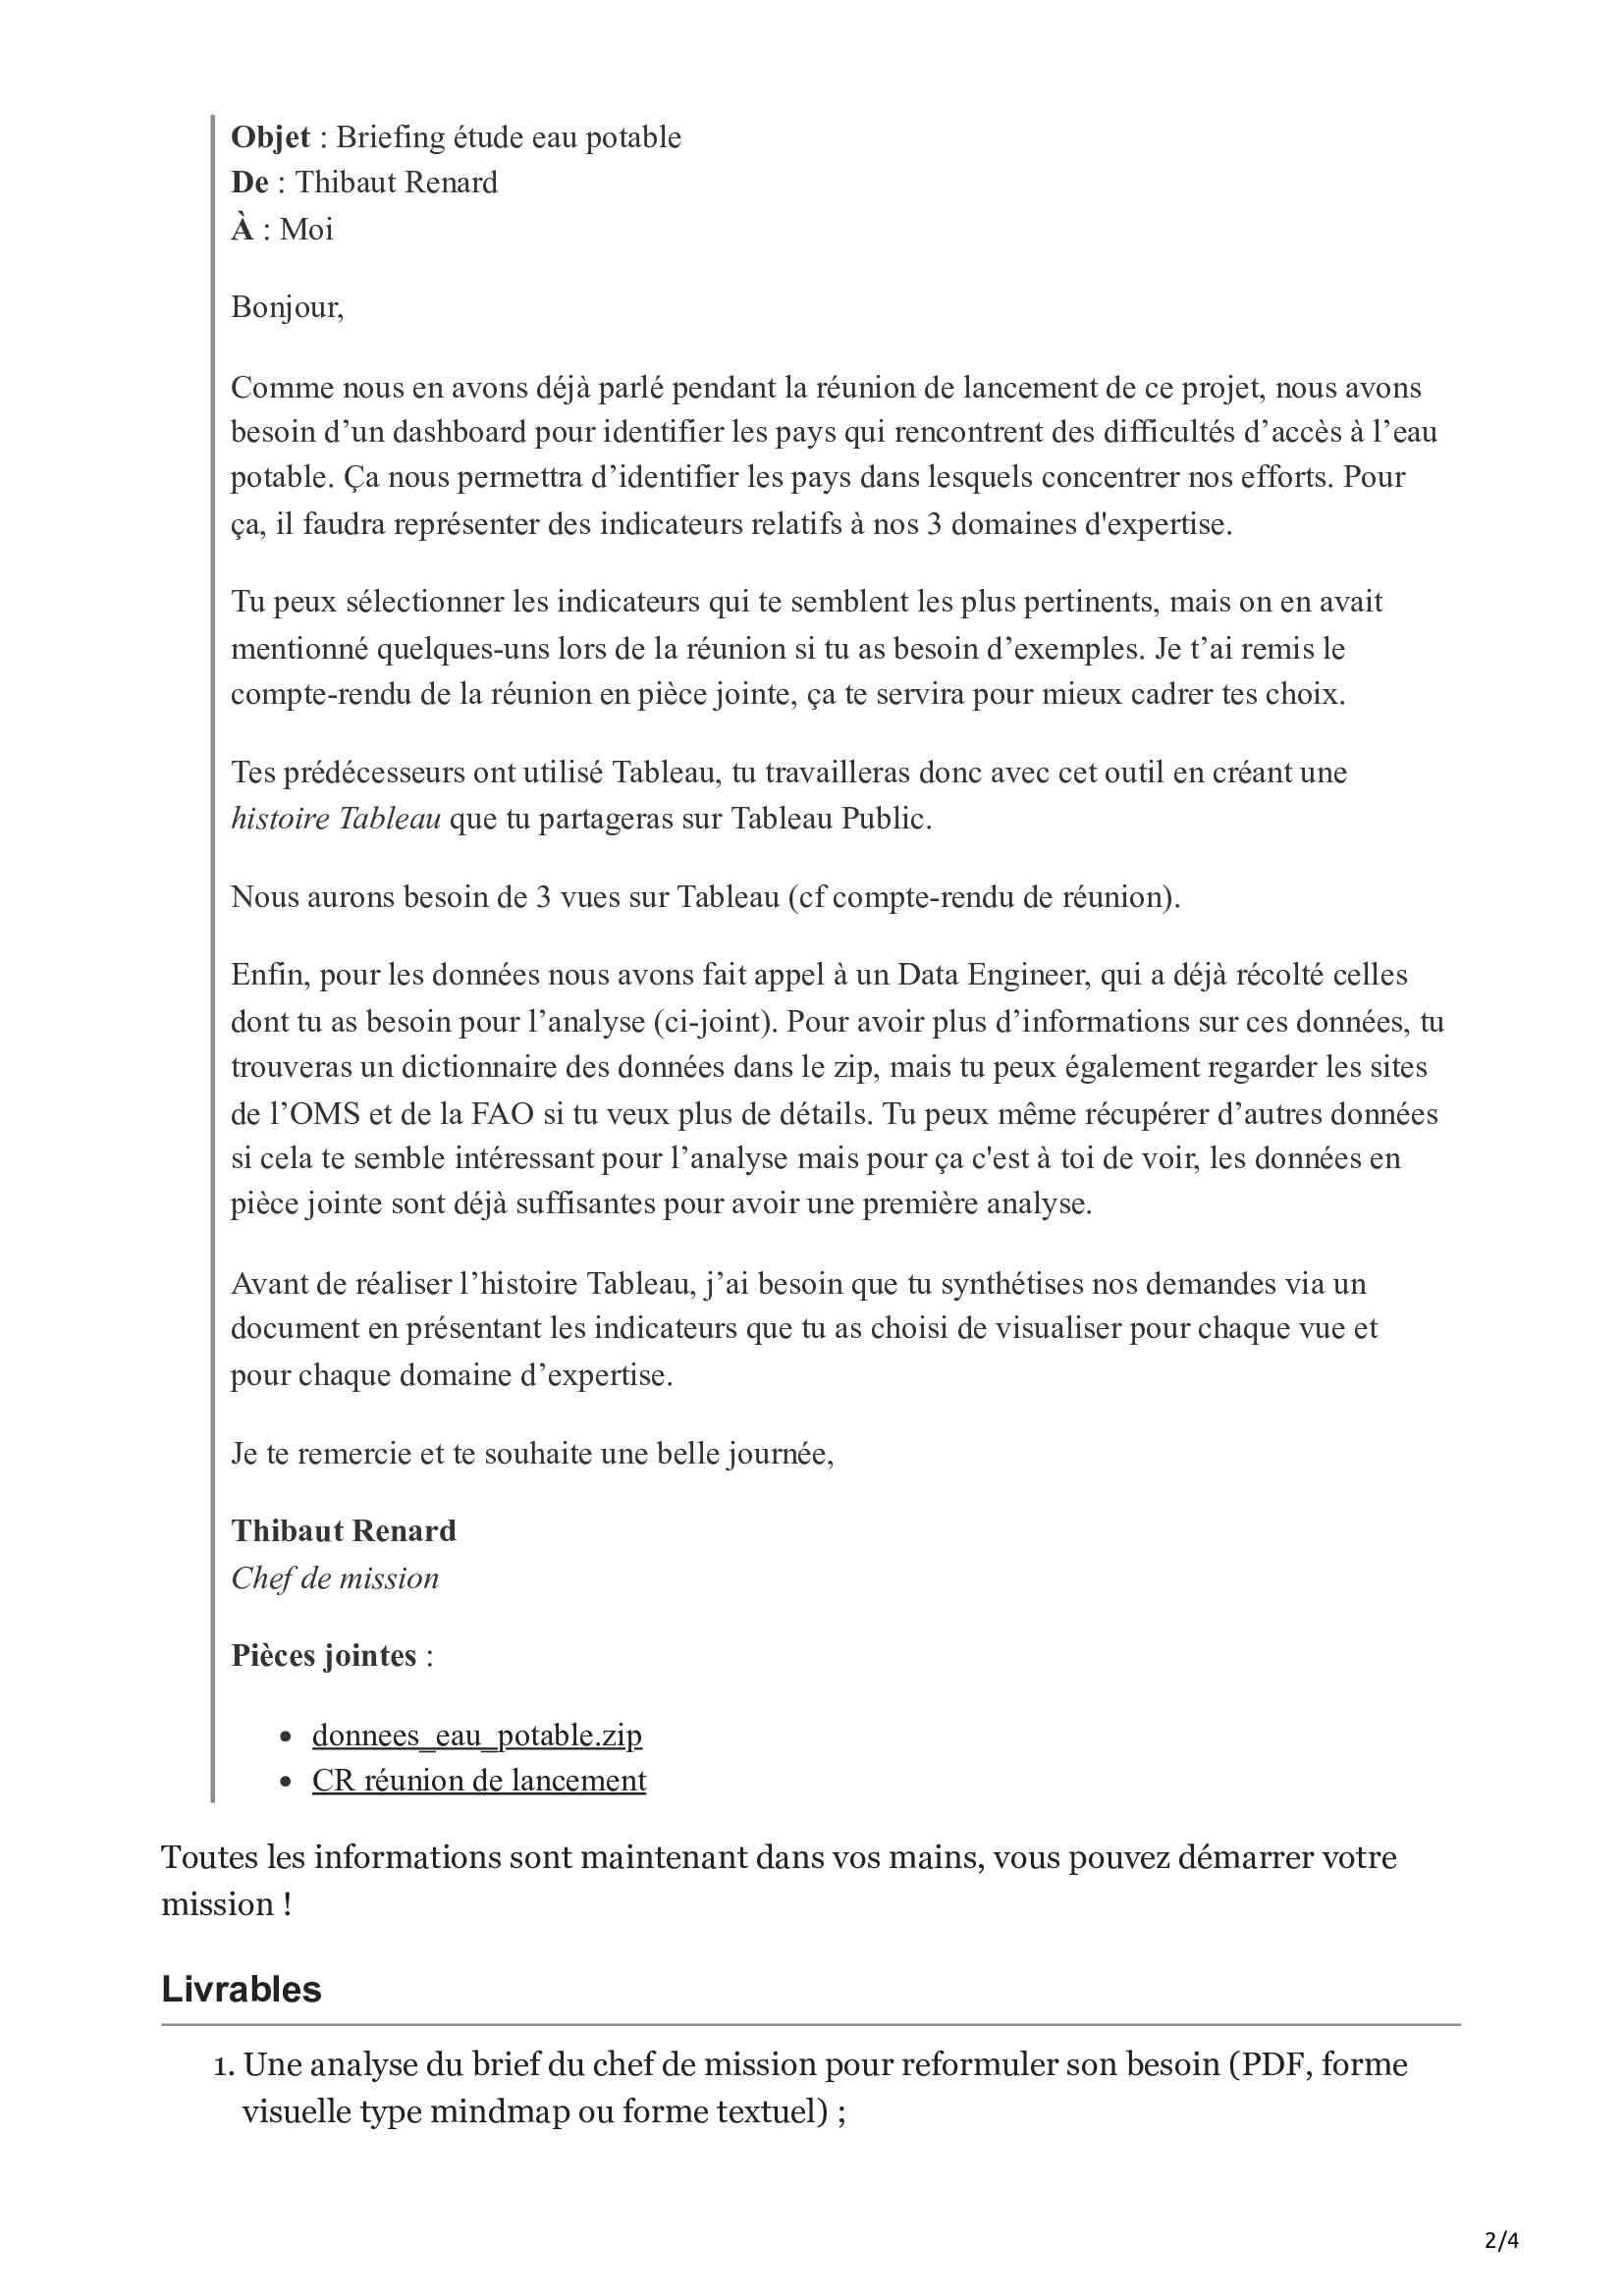 Objet : Briefing étude eau potable
De : Thibaut Renard
À : Moi
Bonjour,
Comme nous en avons déjà parlé pendant la réunion de lancement de ce projet, nous avons
besoin d’un dashboard pour identifier les pays qui rencontrent des difficultés d’accès à l’eau
potable. Ça nous permettra d’identifier les pays dans lesquels concentrer nos efforts. Pour
ça, il faudra représenter des indicateurs relatifs à nos 3 domaines d'expertise.
Tu peux sélectionner les indicateurs qui te semblent les plus pertinents, mais on en avait
mentionné quelques-uns lors de la réunion si tu as besoin d’exemples. Je t’ai remis le
compte-rendu de la réunion en pièce jointe, ça te servira pour mieux cadrer tes choix.
Tes prédécesseurs ont utilisé Tableau, tu travailleras donc avec cet outil en créant une
histoire Tableau que tu partageras sur Tableau Public.
Nous aurons besoin de 3 vues sur Tableau (cf compte-rendu de réunion).
Enfin, pour les données nous avons fait appel à un Data Engineer, qui a déjà récolté celles
dont tu as besoin pour l’analyse (ci-joint). Pour avoir plus d’informations sur ces données, tu
trouveras un dictionnaire des données dans le zip, mais tu peux également regarder les sites
de l’OMS et de la FAO si tu veux plus de détails. Tu peux même récupérer d’autres données
si cela te semble intéressant pour l’analyse mais pour ça c'est à toi de voir, les données en
pièce jointe sont déjà suffisantes pour avoir une première analyse.
Avant de réaliser l’histoire Tableau, j’ai besoin que tu synthétises nos demandes via un
document en présentant les indicateurs que tu as choisi de visualiser pour chaque vue et
pour chaque domaine d’expertise.
Je te remercie et te souhaite une belle journée,
Thibaut Renard
Chef de mission
Pièces jointes :
• donnees_eau_potable.zip
• CR réunion de lancement
Toutes les informations sont maintenant dans vos mains, vous pouvez démarrer votre
mission !
Livrables
1. Une analyse du brief du chef de mission pour reformuler son besoin (PDF, forme
visuelle type mindmap ou forme textuel) ;
2/4